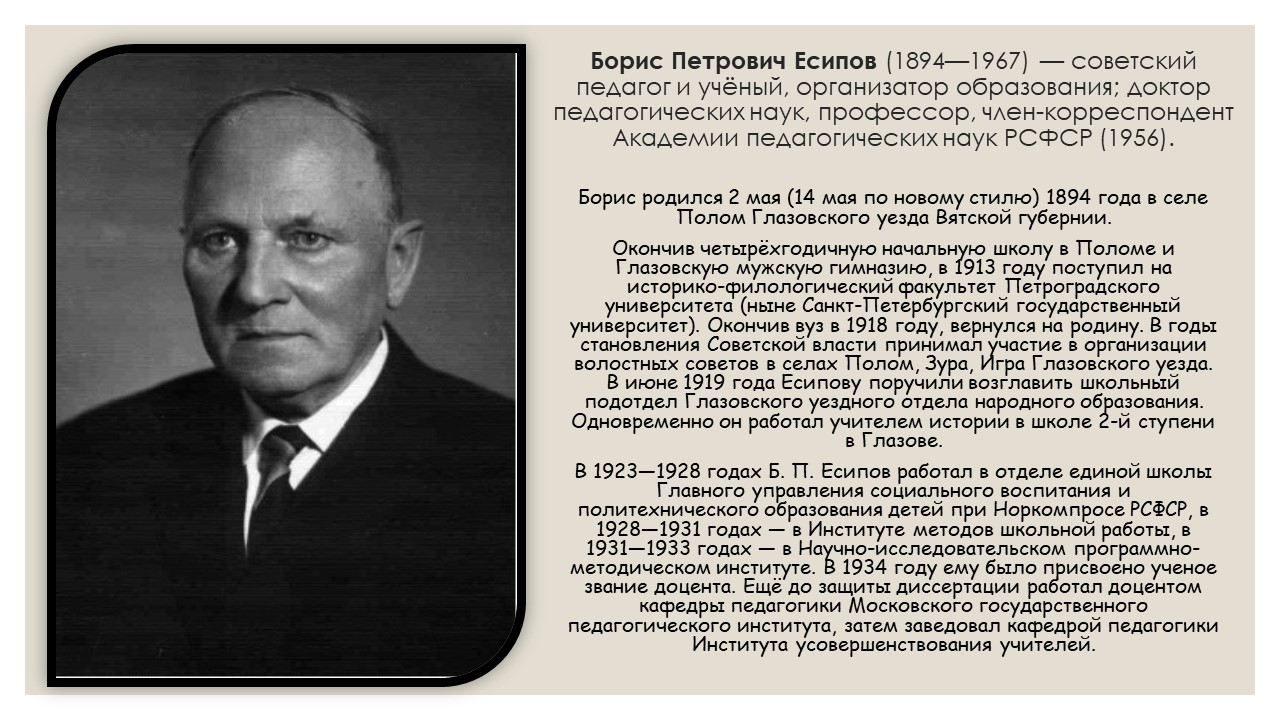 Борис Петрович Есипов (1894—1967) — советский
педагог и учёный, организатор образования; доктор
педагогических наук, профессор, член-корреспондент
Академии педагогических наук РСФСР (1956).
Борис родился 2 мая (14 мая по новому стилю) 1894 года в селе
Полом Глазовского уезда Вятской губернии.
Окончив четырёхгодичную начальную школу в Поломе и
Глазовскую мужскую гимназию, в 1913 году поступил на
историко-филологический факультет Петроградского
университета (ныне Санкт-Петербургский государственный
университет). Окончив вуз в 1918 году, вернулся на родину. В годы
становления Советской власти принимал участие в организации
волостных советов в селах Полом, Зура, Игра Глазовского уезда.
В июне 1919 года Есипову поручили возглавить школьный
подотдел Глазовского уездного отдела народного образования.
Одновременно он работал учителем истории в школе 2-й ступени
в Глазове.
В 1923—1928 годах Б. П. Есипов работал в отделе единой школы
Главного управления социального воспитания и
политехнического образования детей при Норкомпросе РСФСР, в
1928—1931 годах — в Институте методов школьной работы, в
1931—1933 годах — в Научно-исследовательском программно-
методическом институте. В 1934 году ему было присвоено ученое
звание доцента. Ещё до защиты диссертации работал доцентом
кафедры педагогики Московского государственного
педагогического института, затем заведовал кафедрой педагогики
Института усовершенствования учителей.